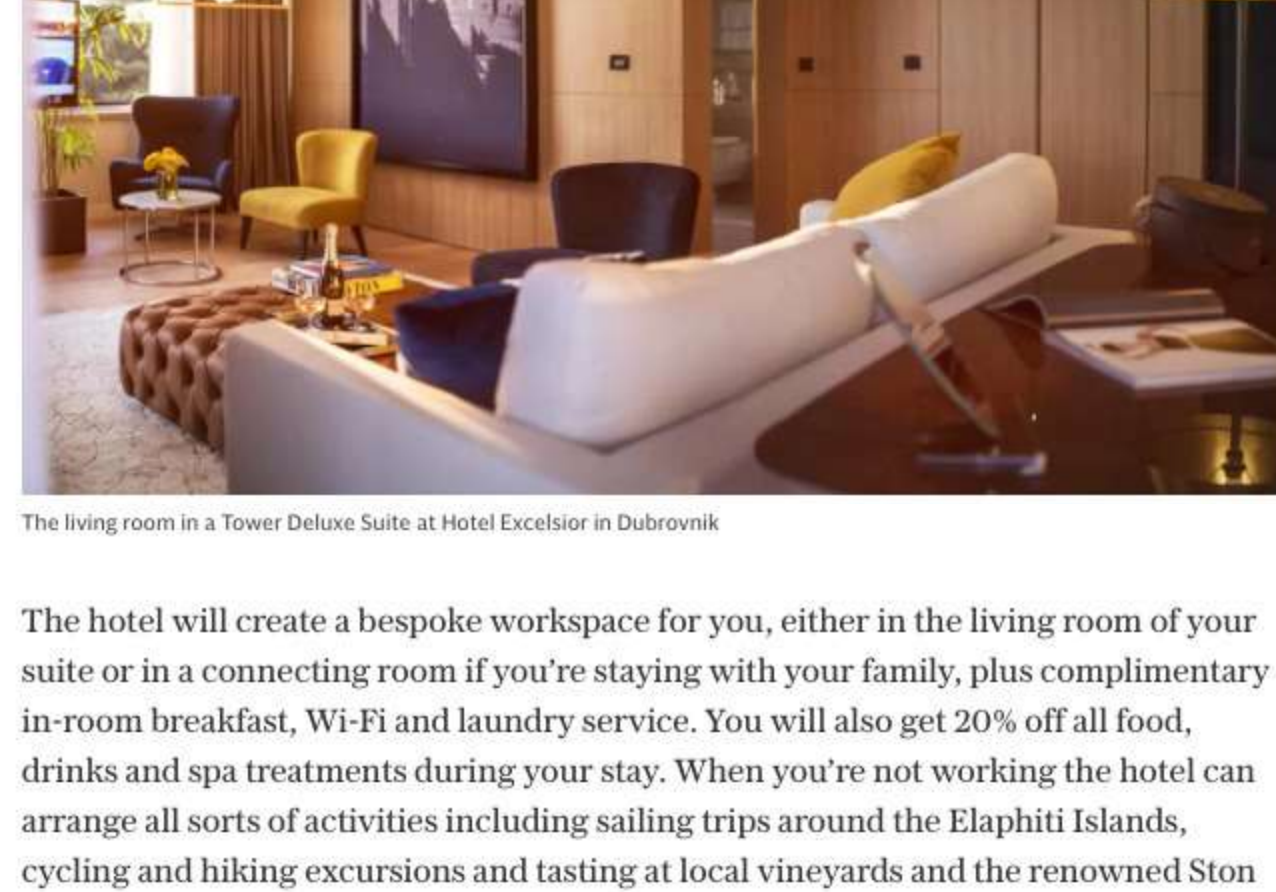 The living room in a Tower Deluxe Suite at Hotel Excelsior in Dubrovnik
The hotel will create a bespoke workspace for you, either in the living room of your
suite or in a connecting room if you’re staying with your family, plus complimentary
in-room breakfast, Wi-Fi and laundry service. You will also get 20% off all food,
drinks and spa treatments during your stay. When you’re not working the hotel can
arrange all sorts of activities including sailing trips around the Elaphiti Islands,
cycling and hiking excursions and tasting at local vineyards and the renowned Ston